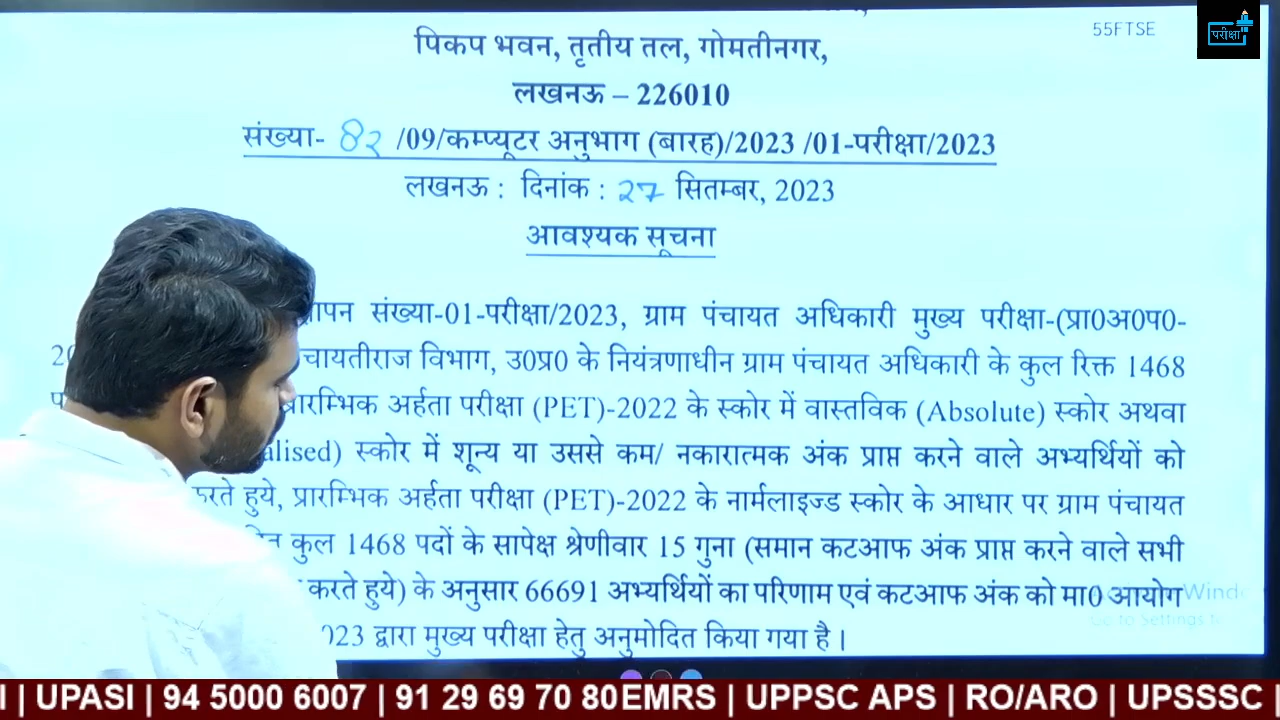 55FTSE
परीक्षा
पिकप भवन, तृतीय तल, गोमतीनगर,
लखनऊ – 226010
संख्या- 82 /09/कम्प्यूटर अनुभाग (बारह)/2023 /01-परीक्षा/2023
लखनऊ : दिनांक : 27 सितम्बर, 2023
आवश्यक सूचना
संख्या-01-परीक्षा/2023, ग्राम पंचायत अधिकारी मुख्य परीक्षा-(प्रा0अ0प0-
विभाग, उ0प्र0 के नियंत्रणाधीन ग्राम पंचायत अधिकारी के कुल रिक्त 1468
प्रारम्भिक अर्हता परीक्षा (PET)-2022 के स्कोर में वास्तविक (Absolute) स्कोर अथवा
स्कोर में शून्य या उससे कम/ नकारात्मक अंक प्राप्त करने वाले अभ्यर्थियों को
हुये, प्रारम्भिक अर्हता परीक्षा (PET)-2022 के नार्मलाइज्ड स्कोर के आधार पर ग्राम पंचायत
कुल 1468 पदों के सापेक्ष श्रेणीवार 15 गुना (समान कटआफ अंक प्राप्त करने वाले सभी
करते हुये) के अनुसार 66691 अभ्यर्थियों का परिणाम एवं कटआफ अंक को मा0 आयोग
द्वारा मुख्य परीक्षा हेतु अनुमोदित किया गया है ।
| UPASI | 94 5000 6007 | 91 29 69 70 80 EMRS | UPPSC APS | RO/ARO | UPSSSC |